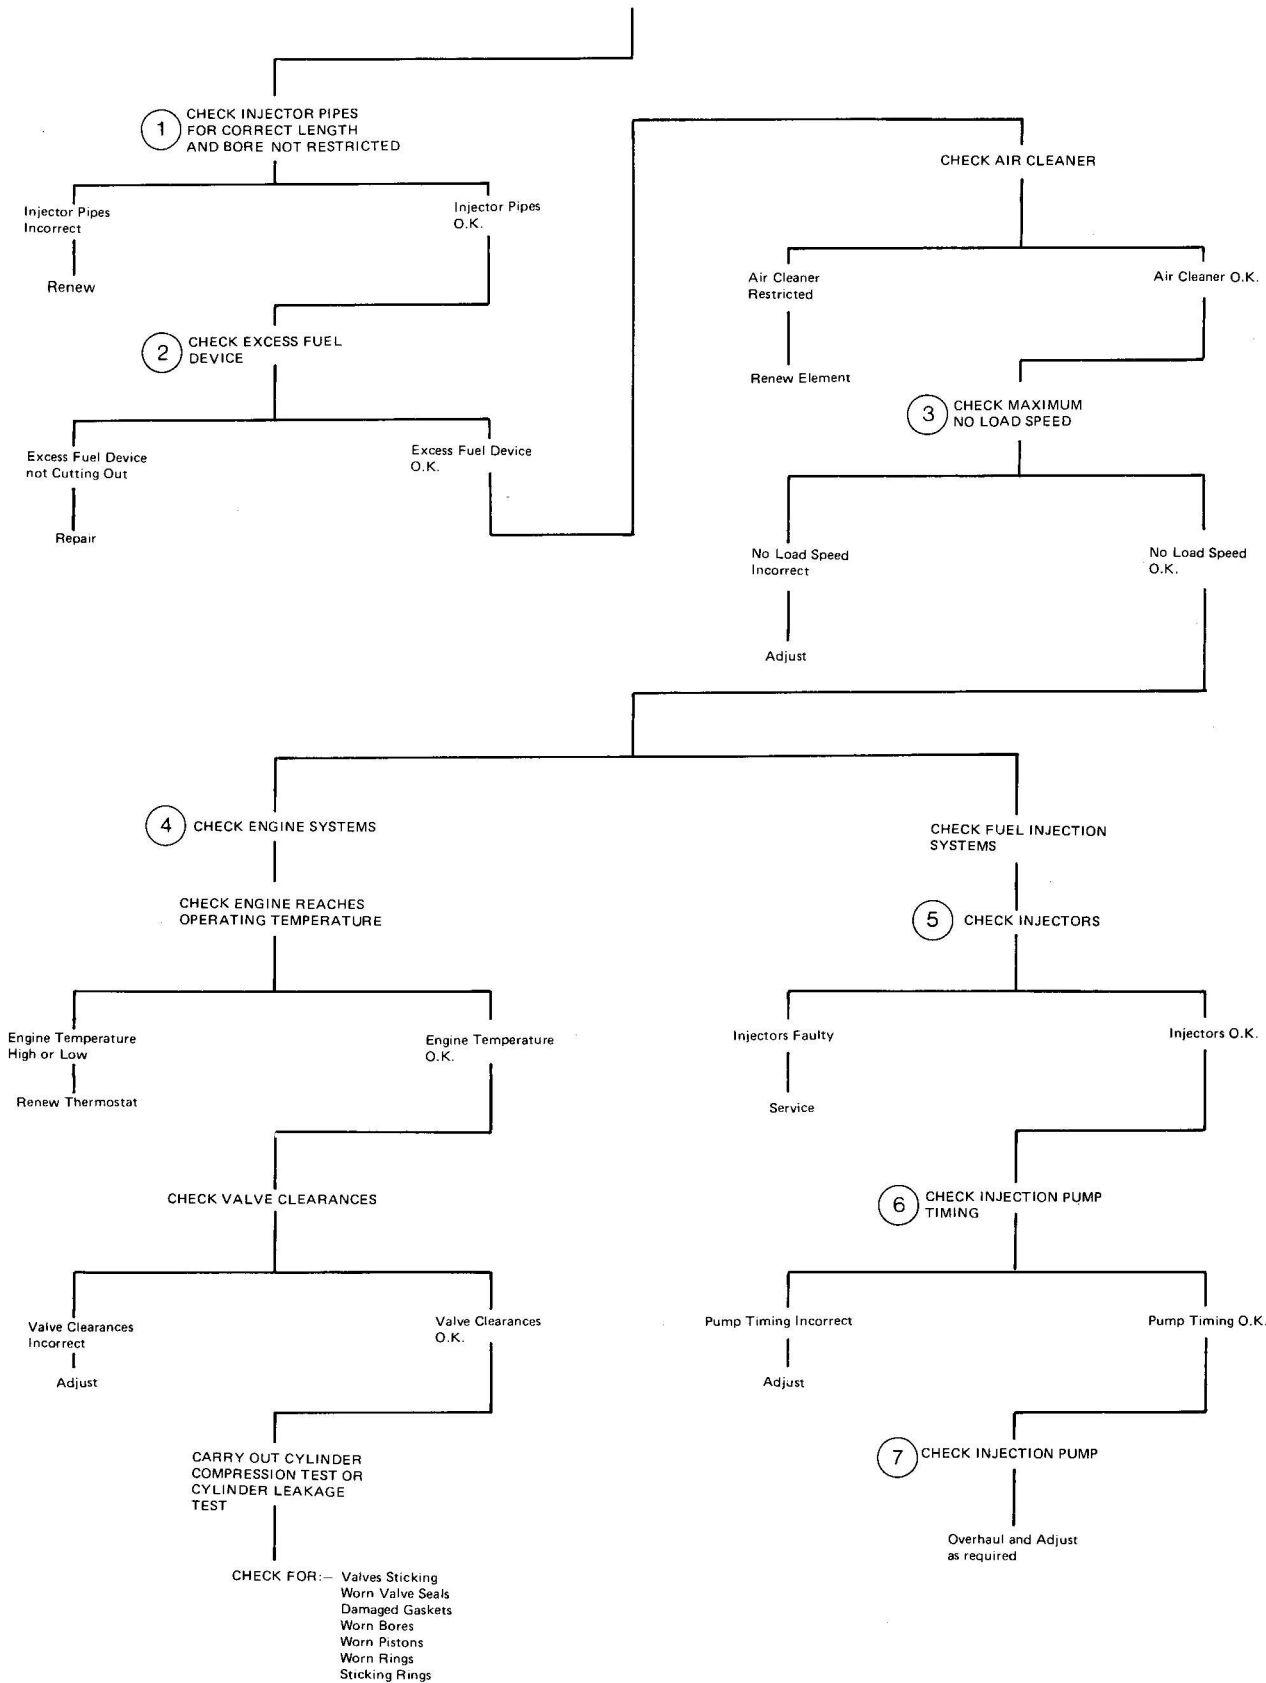 1
CHECK INJECTOR PIPES
FOR CORRECT LENGTH
AND BORE NOT RESTRICTED
Injector Pipes
Incorrect
Renew
Injector Pipes
O.K.
2
CHECK EXCESS FUEL
DEVICE
Excess Fuel Device
not Cutting Out
Repair
Excess Fuel Device
O.K.
CHECK AIR CLEANER
Air Cleaner
Restricted
Renew Element
Air Cleaner O.K.
3
CHECK MAXIMUM
NO LOAD SPEED
No Load Speed
Incorrect
Adjust
No Load Speed
O.K.
4
CHECK ENGINE SYSTEMS
CHECK ENGINE REACHES
OPERATING TEMPERATURE
Engine Temperature
High or Low
Renew Thermostat
Engine Temperature
O.K.
CHECK VALVE CLEARANCES
Valve Clearances
Incorrect
Adjust
Valve Clearances
O.K.
CARRY OUT CYLINDER
COMPRESSION TEST OR
CYLINDER LEAKAGE
TEST
CHECK FOR:– Valves Sticking
Worn Valve Seals
Damaged Gaskets
Worn Bores
Worn Pistons
Worn Rings
Sticking Rings
CHECK FUEL INJECTION
SYSTEMS
5
CHECK INJECTORS
Injectors Faulty
Service
Injectors O.K.
6
CHECK INJECTION PUMP
TIMING
Pump Timing Incorrect
Adjust
Pump Timing O.K.
7
CHECK INJECTION PUMP
Overhaul and Adjust
as required